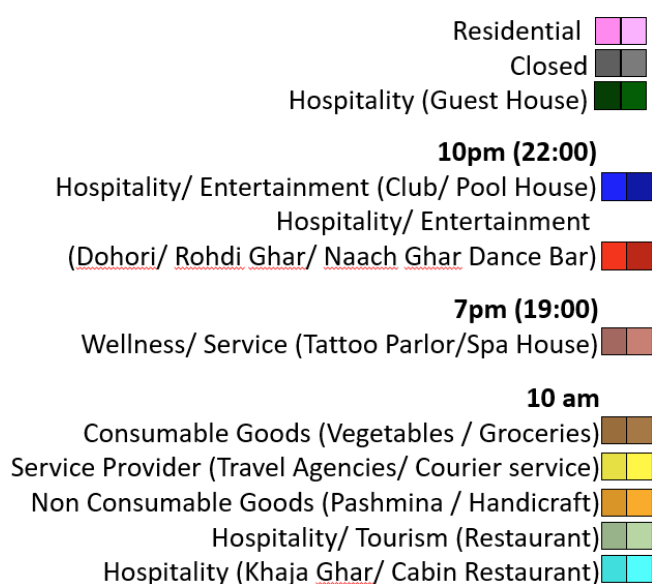 Residential
Closed
Hospitality (Guest House)
10pm (22:00)
Hospitality/ Entertainment (Club/ Pool House)
Hospitality/ Entertainment
(Dohori/ Rohdi Ghar/ Naach Ghar Dance Bar)
7pm (19:00)
Wellness/ Service (Tattoo Parlor/Spa House)
10 am
Consumable Goods (Vegetables / Groceries)
Service Provider (Travel Agencies/ Courier service)
Non Consumable Goods (Pashmina / Handicraft)
Hospitality/ Tourism (Restaurant)
Hospitality (Khaja Ghar/ Cabin Restaurant)